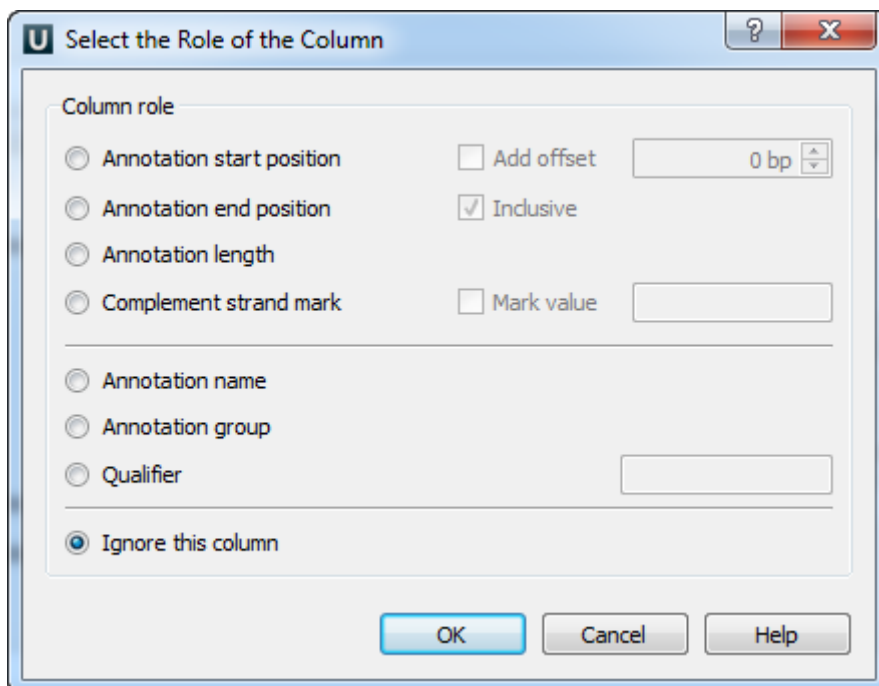 U Select the Role of the Column ?
Column role
Annotation start position Add offset 0 bp
Annotation end position Inclusive
Annotation length
Complement strand mark Mark value
Annotation name
Annotation group
Qualifier
Ignore this column
OK Cancel Help